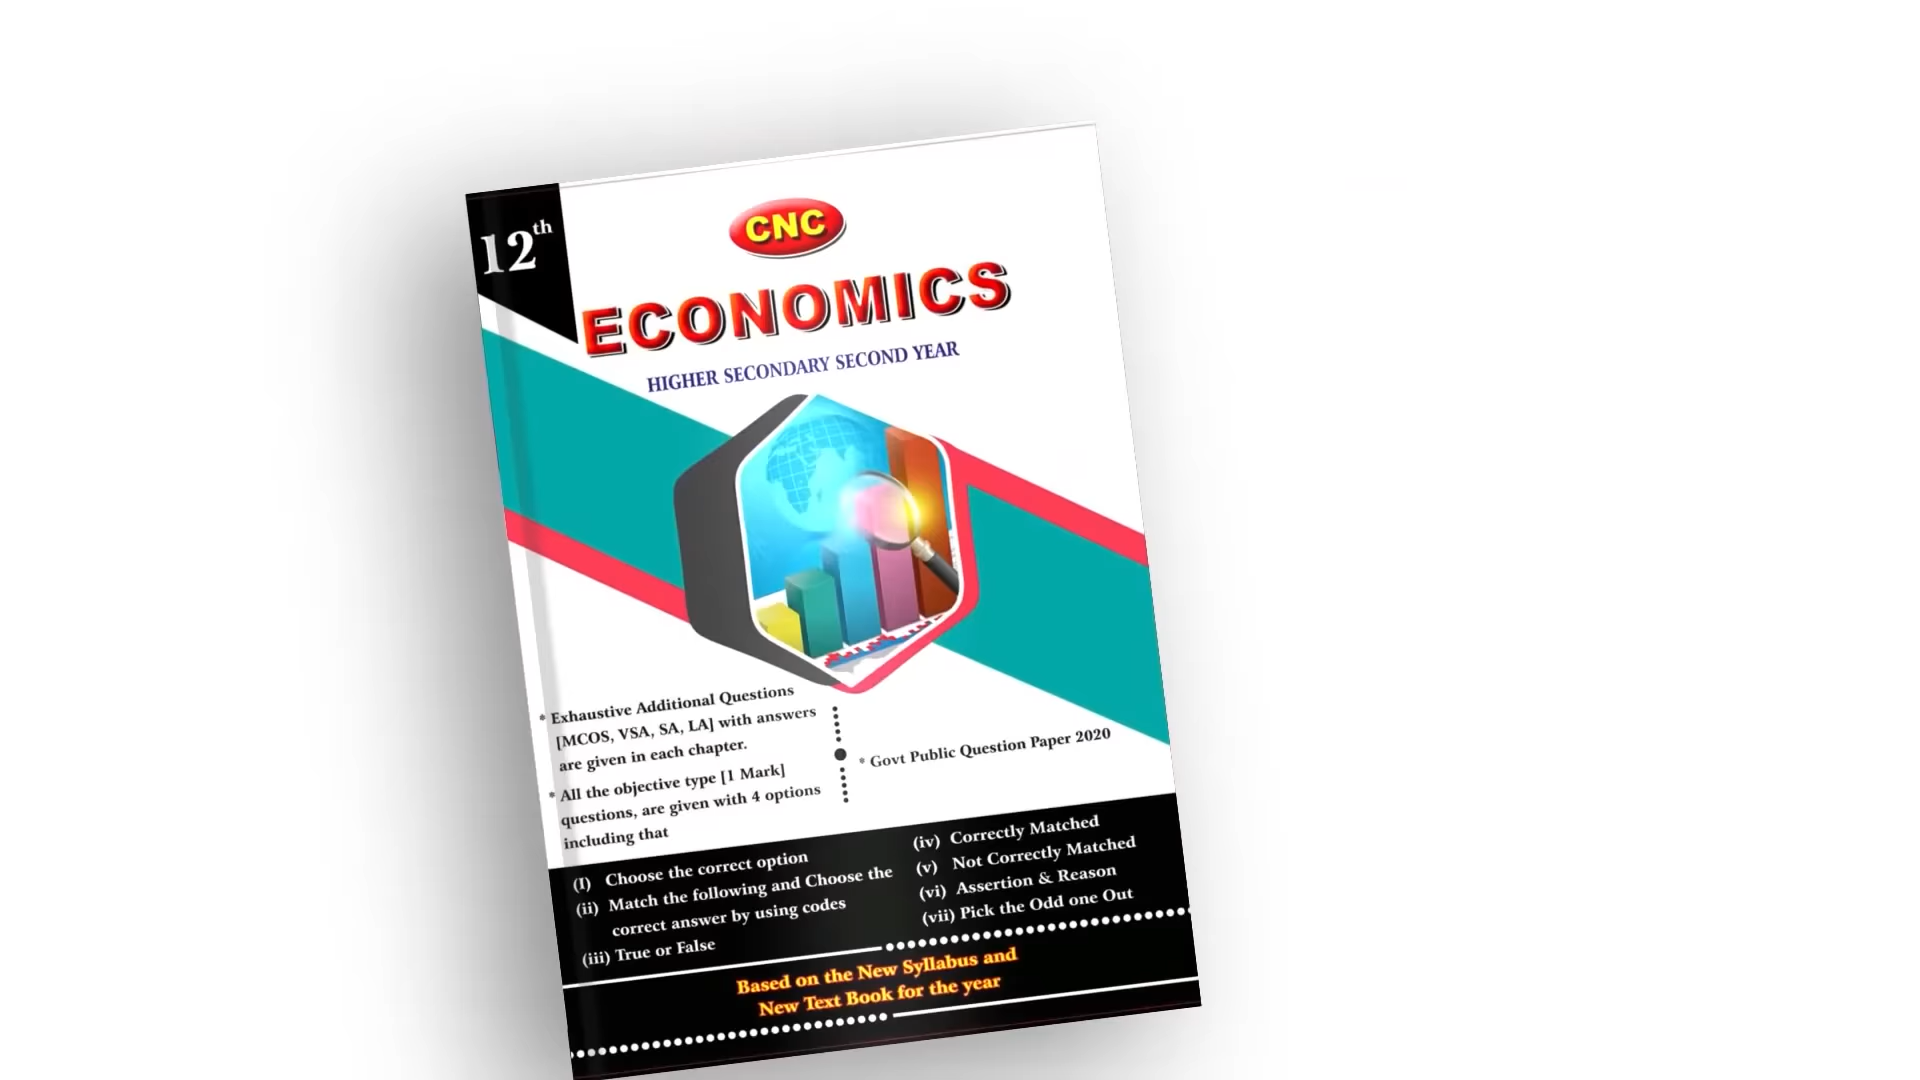 12th
CNC
ECONOMICS
HIGHER SECONDARY SECOND YEAR
* Exhaustive Additional Questions
[MCOS, VSA, SA, LA] with answers
are given in each chapter.
* All the objective type [1 Mark]
questions, are given with 4 options
including that
* Govt Public Question Paper 2020
(I) Choose the correct option
(ii) Match the following and Choose the
correct answer by using codes
(iii) True or False
(iv) Correctly Matched
(v) Not Correctly Matched
(vi) Assertion & Reason
(vii) Pick the Odd one Out
Based on the New Syllabus and
New Text Book for the year